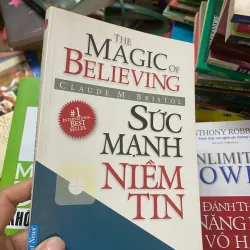 THE
MAGIC OF
BELIEVING
CLAUDE M. BRISTOL
#1
INTERNATIONAL
BEST
SELLER
SỨC
MẠNH
NIỀM
TIN
NTHONY ROBB
NLIMIT
OWE
ĐÁNH TH
NĂNG
VÔ H